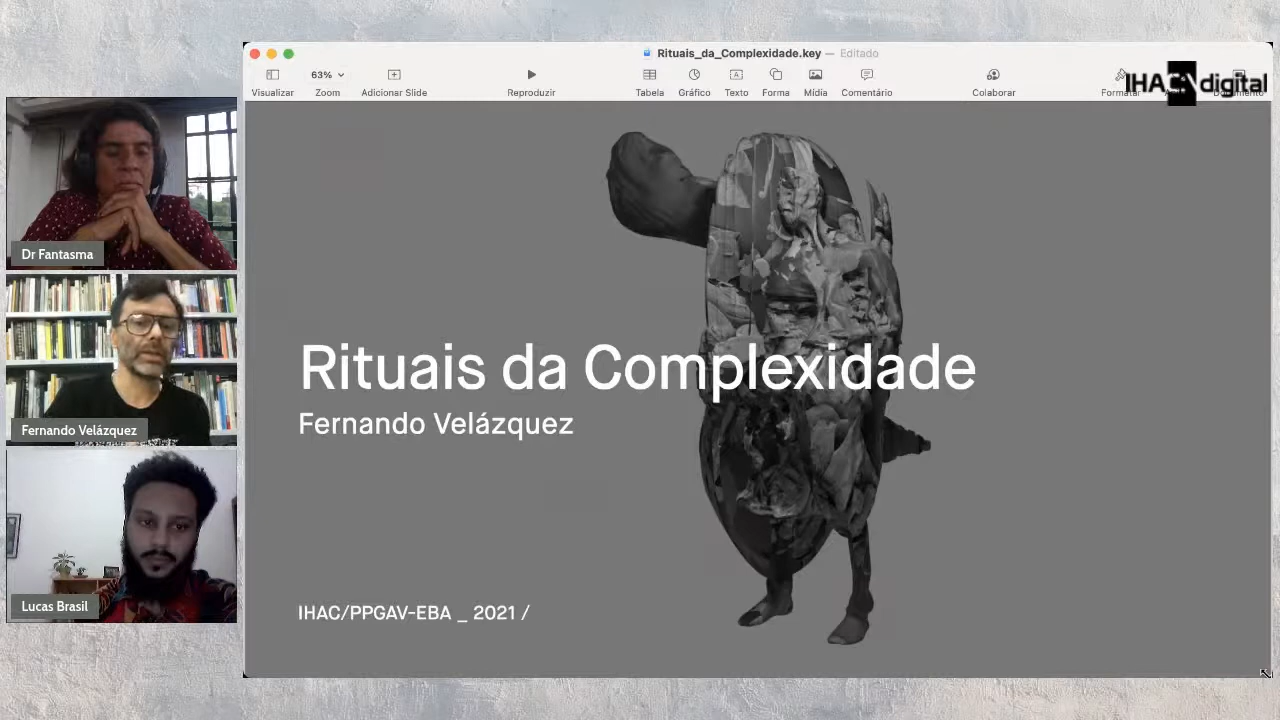 Rituais_da_Complexidade.key — Editado
Visualizar
63%
Zoom
Adicionar Slide
Reproduzir
Tabela
Gráfico
Texto
Forma
Mídia
Comentário
Colaborar
Formatar
IHAC digital
Dr Fantasma
Fernando Velázquez
Lucas Brasil
Rituais da Complexidade
Fernando Velázquez
IHAC/PPGAV-EBA _ 2021 /